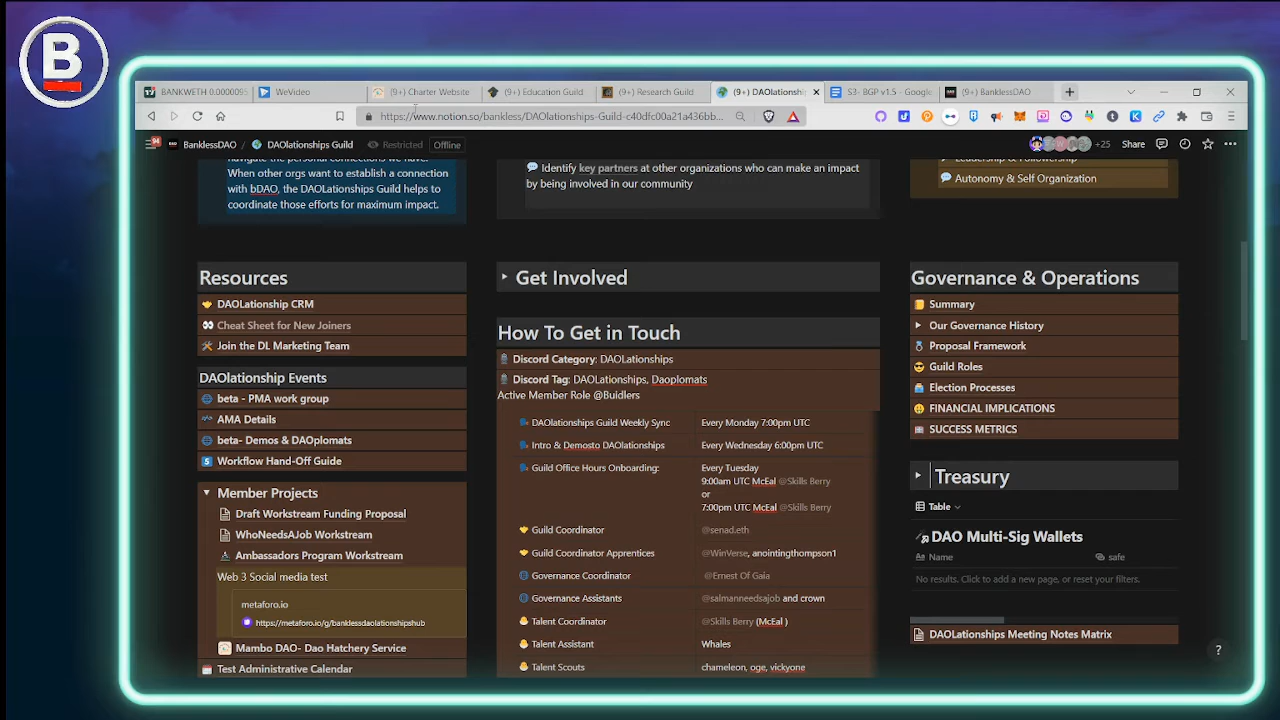 B
BANKWETH 0.0000095
WeVideo
(9+) Charter Website
(9+) Education Guild
(9+) Research Guild
(9+) DAOlationship
S3- BGP v1.5 - Google
(9+) BanklessDAO
https://www.notion.so/bankless/DAOlationships-Guild-c40dfc00a21a436bb...
94
BanklessDAO / DAOlationships Guild
Restricted
Offline
+25
Share
navigate the personal connections we have.
When other orgs want to establish a connection
with bDAO, the DAOLationships Guild helps to
coordinate those efforts for maximum impact.
Identify key partners at other organizations who can make an impact
by being involved in our community
Leadership & Followership
Autonomy & Self Organization
Resources
DAOLationship CRM
Cheat Sheet for New Joiners
Join the DL Marketing Team
DAOlationship Events
beta - PMA work group
AMA Details
beta- Demos & DAOplomats
Workflow Hand-Off Guide
Member Projects
Draft Workstream Funding Proposal
WhoNeedsAJob Workstream
Ambassors Program Workstream
Web 3 Social media test
metaforo.io
https://metaforo.io/g/banklessdaolationshipshub
Mambo DAO- Dao Hatchery Service
Test Administrative Calendar
Get Involved
How To Get in Touch
Discord Category: DAOLationships
Discord Tag: DAOLationships, Daoplomats
Active Member Role @Buidlers
DAOLationships Guild Weekly Sync Every Monday 7:00pm UTC
Intro & Demosto DAOlationships Every Wednesday 6:00pm UTC
Guild Office Hours Onboarding: Every Tuesday
9:00am UTC McEal @Skills Berry
or
7:00pm UTC McEal @Skills Berry
Guild Coordinator @senad.eth
Guild Coordinator Apprentices @WinVerse, anointingthompson1
Governance Coordinator @Ernest Of Gaia
Governance Assistants @salmanneedsajob and crown
Talent Coordinator @Skills Berry (McEal )
Talent Assistant Whales
Talent Scouts chameleon, oge, vickyone
Governance & Operations
Summary
Our Governance History
Proposal Framework
Guild Roles
Election Processes
FINANCIAL IMPLICATIONS
SUCCESS METRICS
Treasury
Table
DAO Multi-Sig Wallets
Name safe
No results. Click to add a new page, or reset your filters.
DAOLationships Meeting Notes Matrix
?